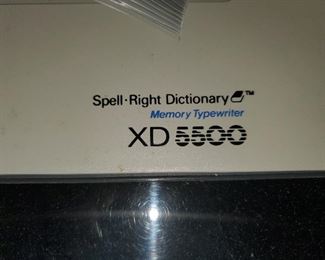 Spell·Right Dictionary™
Memory Typewriter
XD 5500